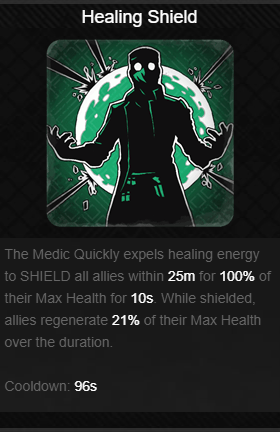 Healing Shield
The Medic Quickly expels healing energy
to SHIELD all allies within 25m for 100% of
their Max Health for 10s. While shielded,
allies regenerate 21% of their Max Health
over the duration.
Cooldown: 96s